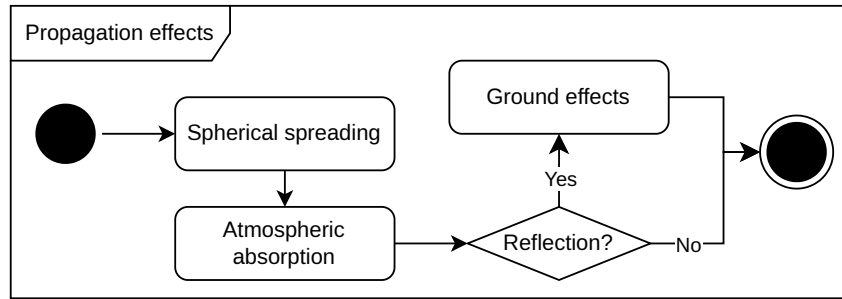 Propagation effects
Spherical spreading
Atmospheric
absorption
Reflection?
Yes
Ground effects
No